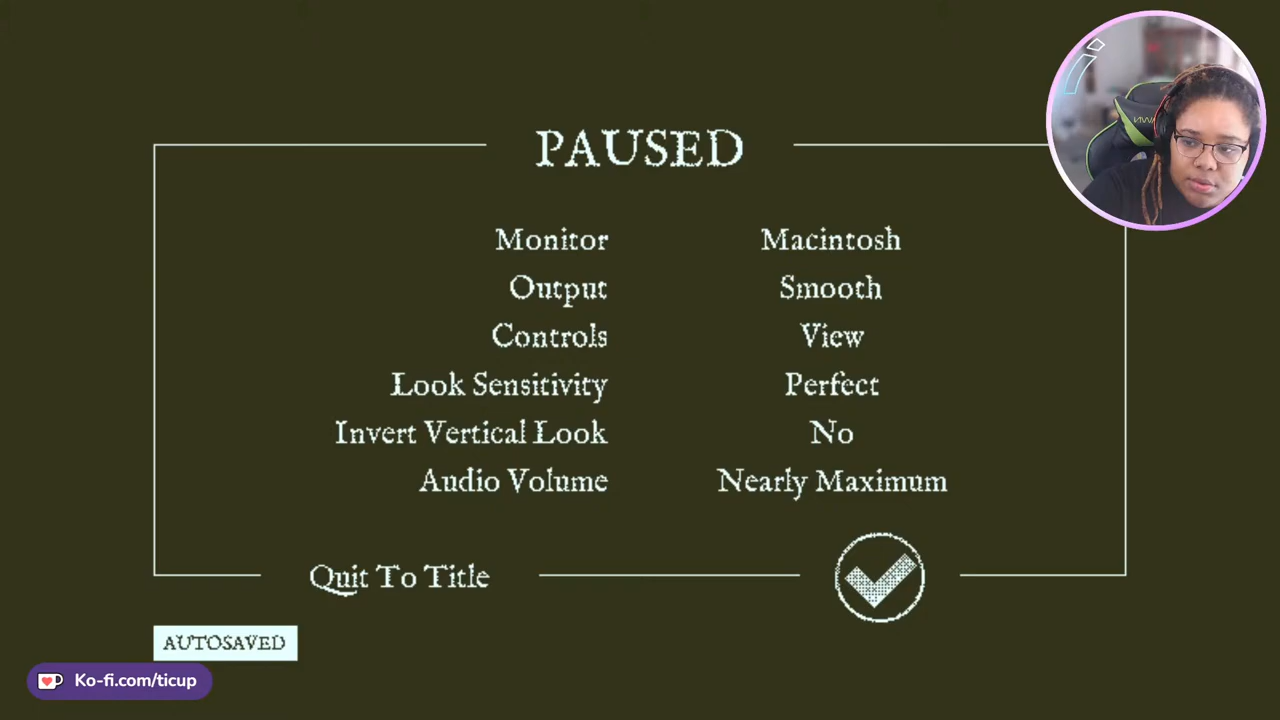 PAUSED
Monitor Macintosh
Output Smooth
Controls View
Look Sensitivity Perfect
Invert Vertical Look No
Audio Volume Nearly Maximum
Quit To Title
AUTOSAVED
Ko-fi.com/ticup